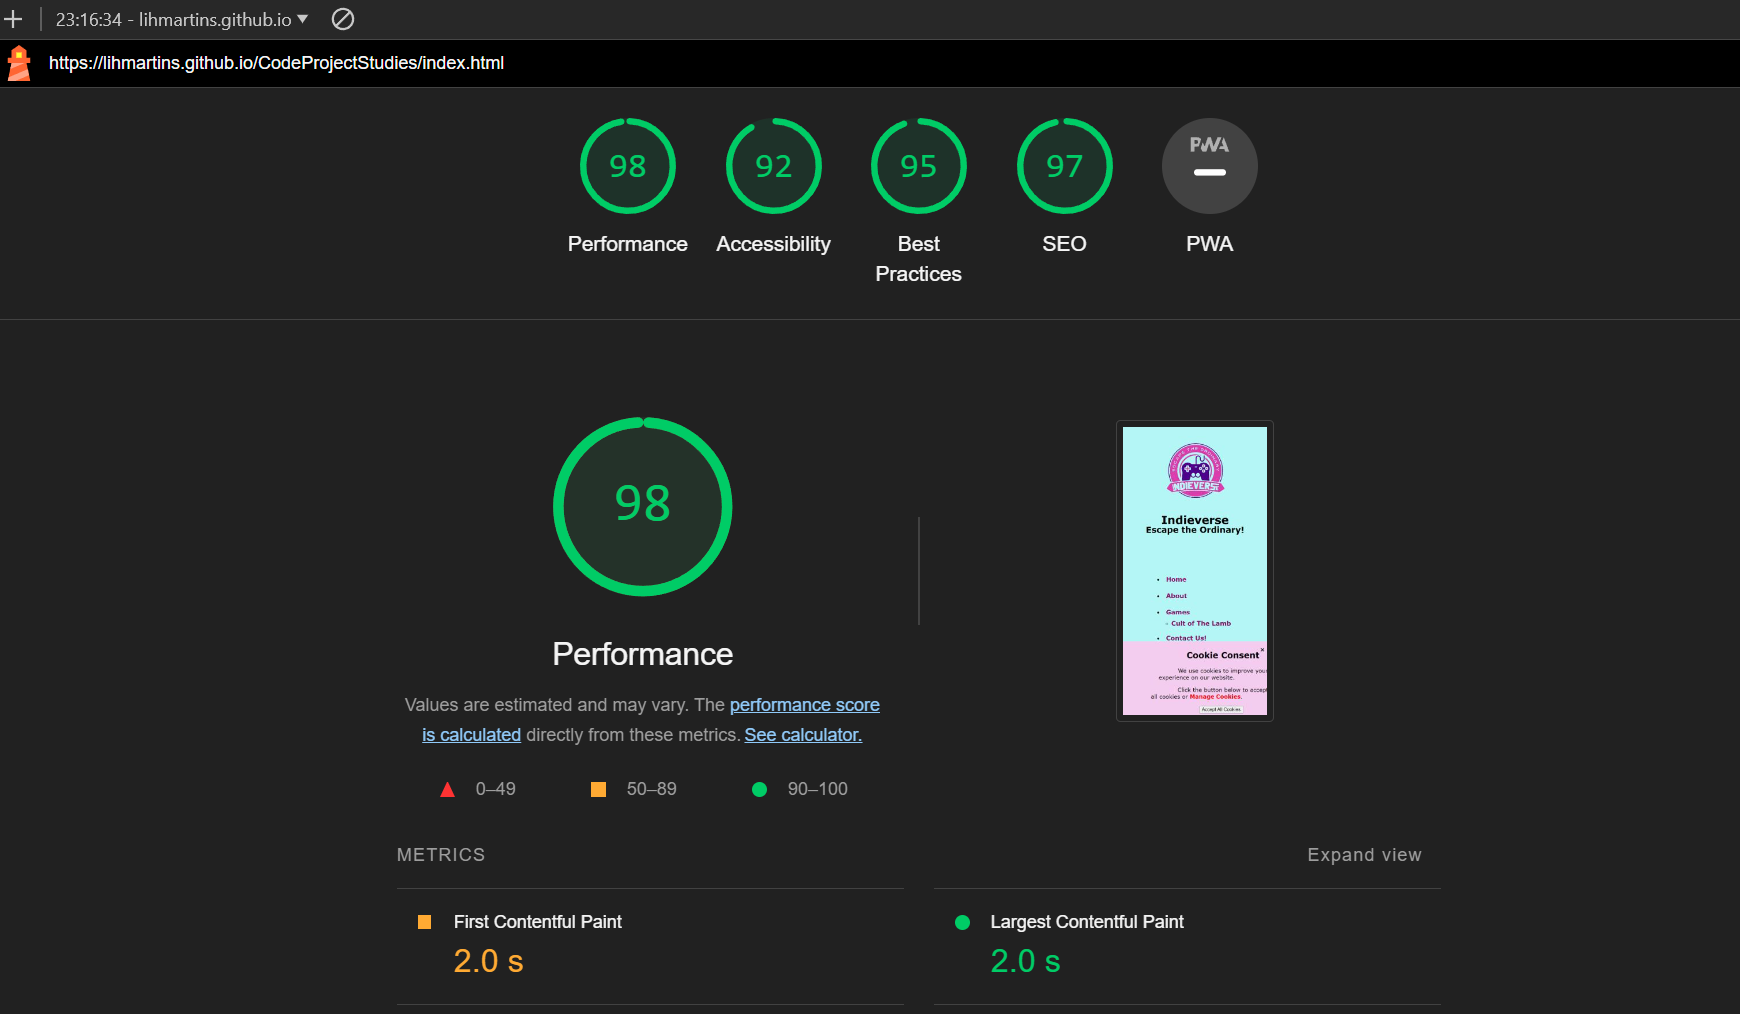 23:16:34 - lihmartins.github.io
https://lihmartins.github.io/CodeProjectStudies/index.html
98
92
95
97
PWA
Performance
Accessibility
Best
Practices
SEO
PWA
98
Performance
Values are estimated and may vary. The performance score
is calculated directly from these metrics. See calculator.
0–49
50–89
90–100
INDIEVERSE
Indieverse
Escape the Ordinary!
Home
About
Games
- Cult of The Lamb
Contact Us!
Cookie Consent
We use cookies to improve your
experience on our website.
Click the button below to accept
all cookies or Manage Cookies.
Accept All Cookies
METRICS
Expand view
First Contentful Paint
2.0 s
Largest Contentful Paint
2.0 s